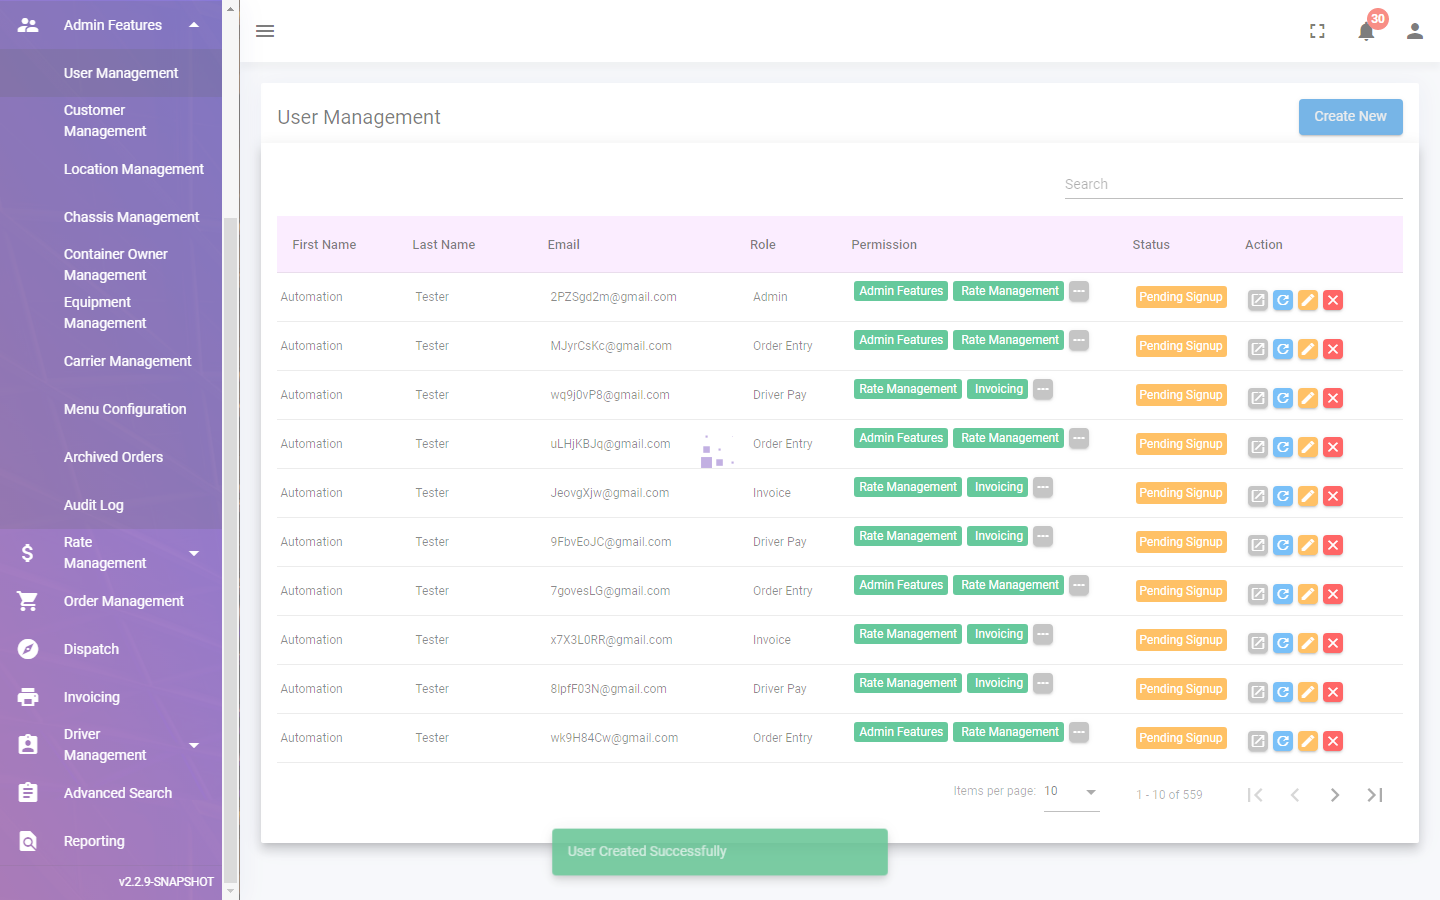 Admin Features
User Management
Customer
Management
Location Management
Chassis Management
Container Owner
Management
Equipment
Management
Carrier Management
Menu Configuration
Archived Orders
Audit Log
Rate
Management
Order Management
Dispatch
Invoicing
Driver
Management
Advanced Search
Reporting
v2.2.9-SNAPSHOT
30
User Management
Create New
Search
First Name Last Name Email Role Permission Status Action
Automation Tester 2PZSgd2m@gmail.com Admin Admin Features Rate Management --- Pending Signup
Automation Tester MJyrCsKc@gmail.com Order Entry Admin Features Rate Management --- Pending Signup
Automation Tester wq9j0vP8@gmail.com Driver Pay Rate Management Invoicing --- Pending Signup
Automation Tester uLHjKBJq@gmail.com Order Entry Admin Features Rate Management --- Pending Signup
Automation Tester JeovgXjw@gmail.com Invoice Rate Management Invoicing --- Pending Signup
Automation Tester 9FbvEoJC@gmail.com Driver Pay Rate Management Invoicing --- Pending Signup
Automation Tester 7govesLG@gmail.com Order Entry Admin Features Rate Management --- Pending Signup
Automation Tester x7X3L0RR@gmail.com Invoice Rate Management Invoicing --- Pending Signup
Automation Tester 8lpfF03N@gmail.com Driver Pay Rate Management Invoicing --- Pending Signup
Automation Tester wk9H84Cw@gmail.com Order Entry Admin Features Rate Management --- Pending Signup
Items per page: 10 1 - 10 of 559
User Created Successfully